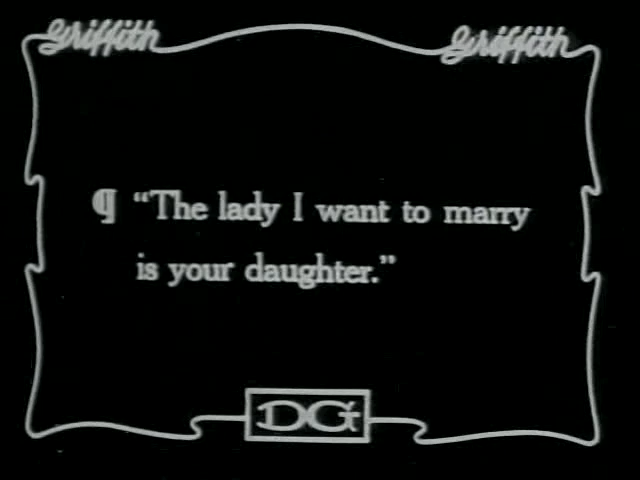 Griffith Griffith
¶ “The lady I want to marry
is your daughter.”
DG